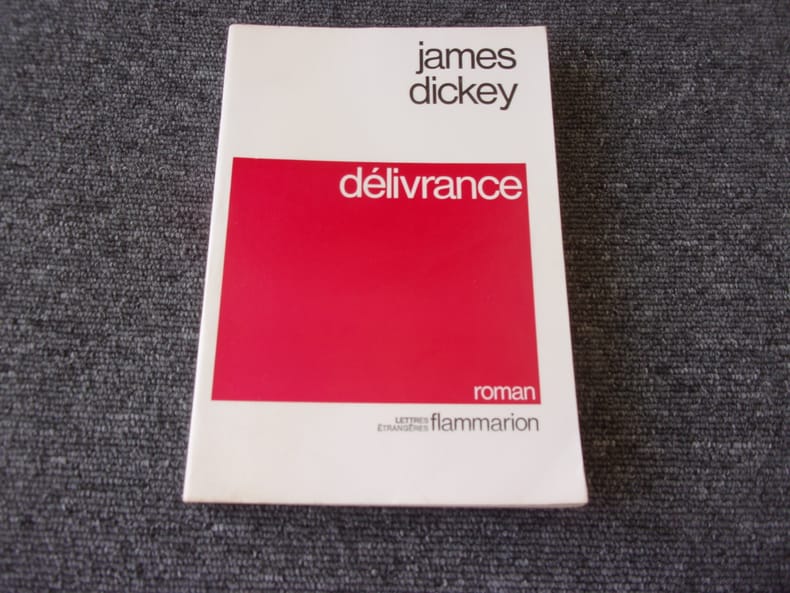 james
dickey
délivrance
roman
LETTRES
ÉTRANGÈRES flammarion